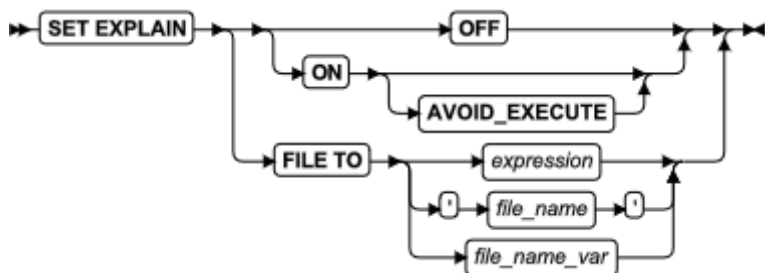 SET EXPLAIN OFF
ON
AVOID_EXECUTE
FILE TO expression
' file_name '
file_name_var